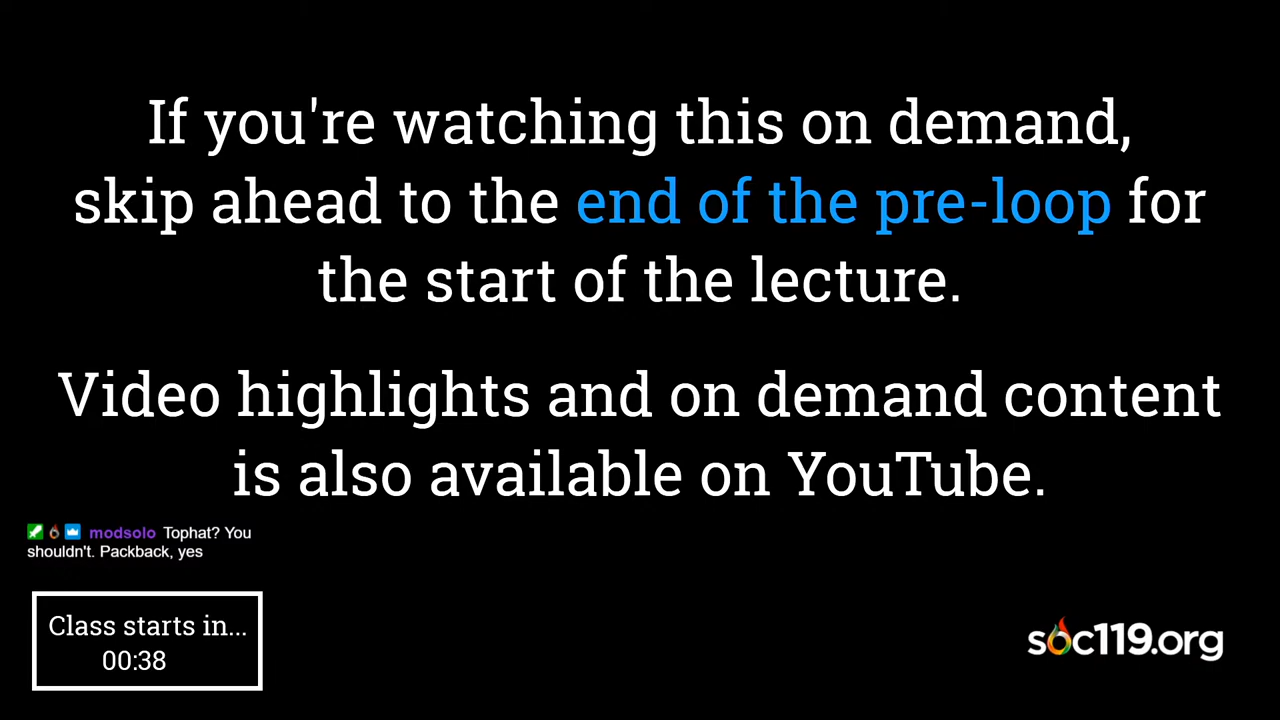 If you're watching this on demand,
skip ahead to the end of the pre-loop for
the start of the lecture.
Video highlights and on demand content
is also available on YouTube.
modsolo Tophat? You
shouldn't. Packback, yes
Class starts in...
00:38
soc119.org